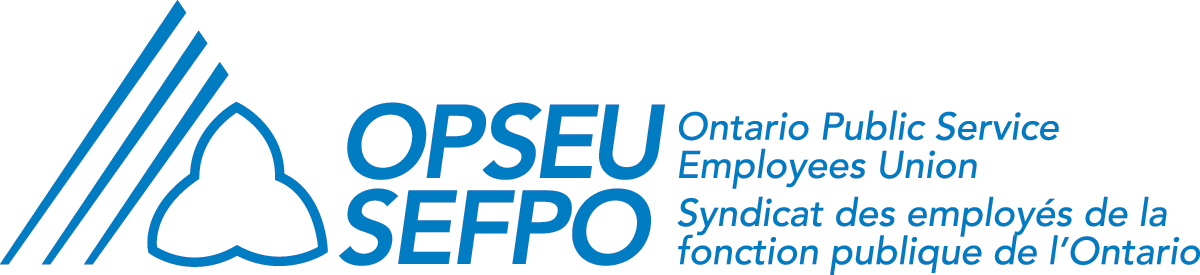 OPSEU
SEFPO
Ontario Public Service
Employees Union
Syndicat des employés de la
fonction publique de l’Ontario